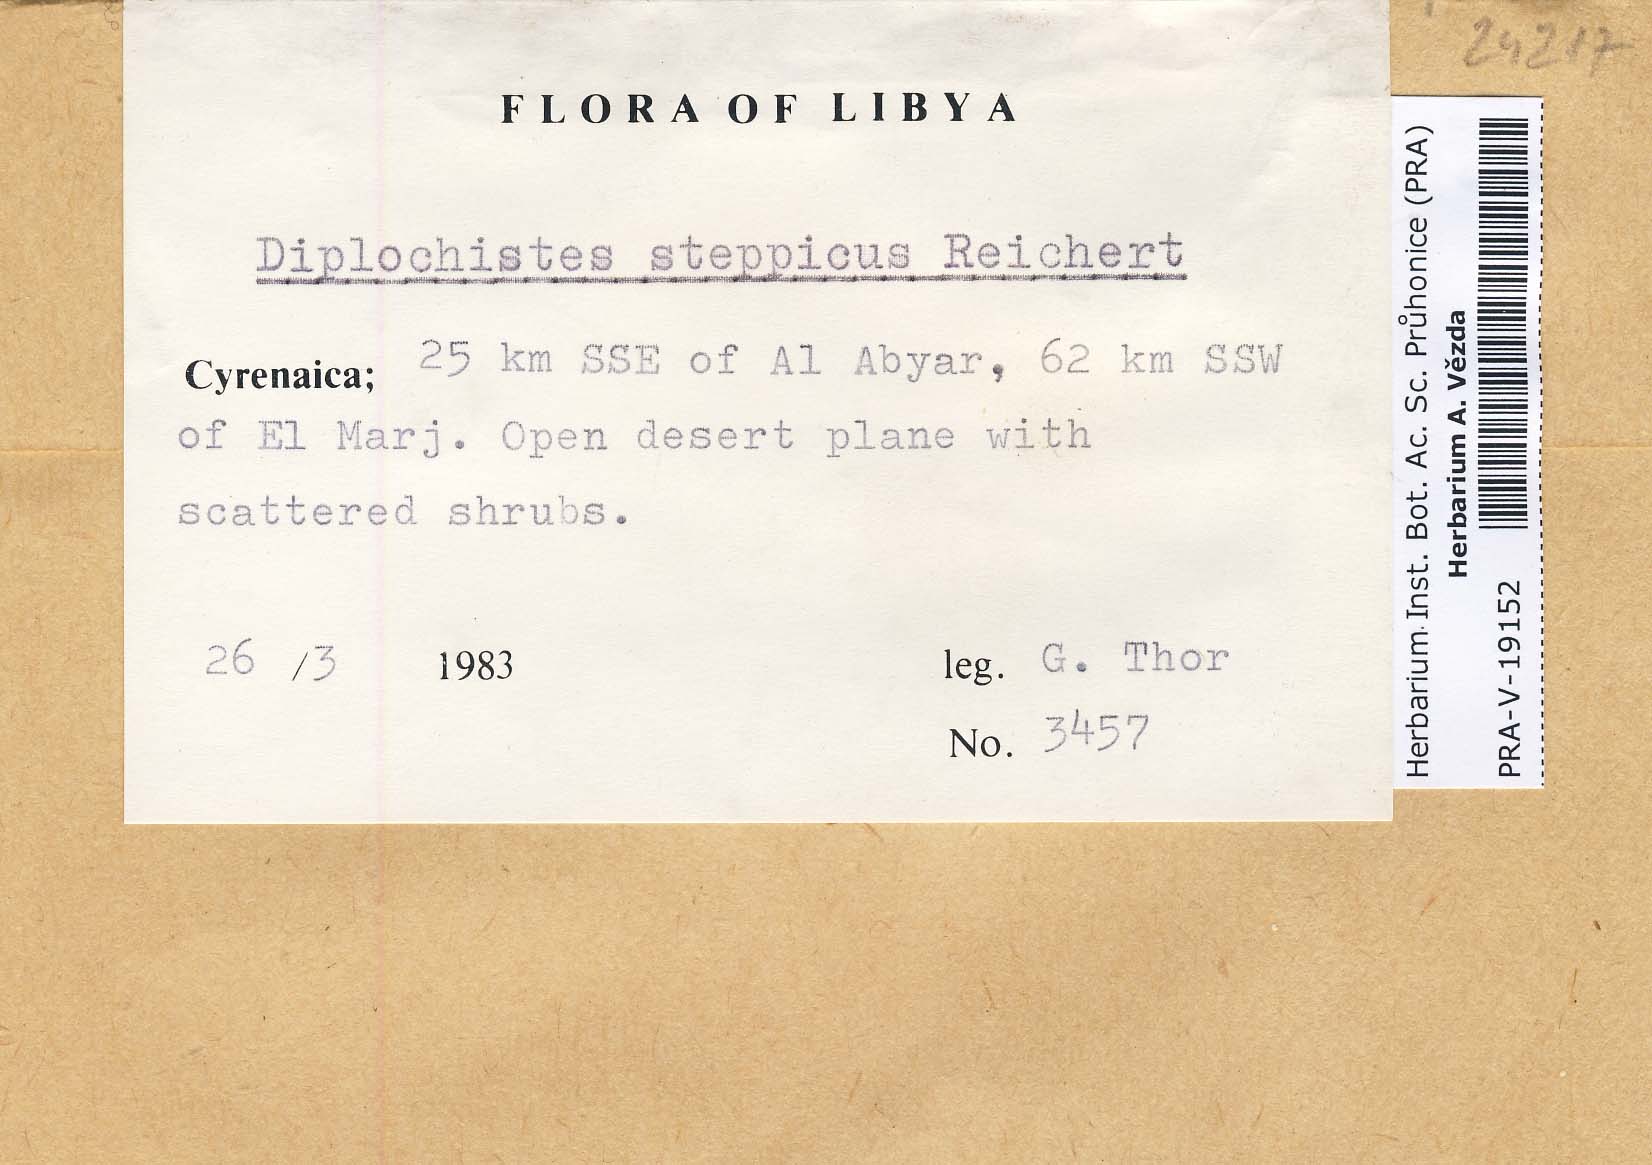 24217
FLORA OF LIBYA
Diplochistes steppicus Reichert
Cyrenaica; 25 km SSE of Al Abyar, 62 km SSW
of El Marj. Open desert plane with
scattered shrubs.
26 /3 1983
leg. G. Thor
No. 3457
Herbarium Inst. Bot. Ac. Sc. Průhonice (PRA)
Herbarium A. Vězda
PRA-V-19152